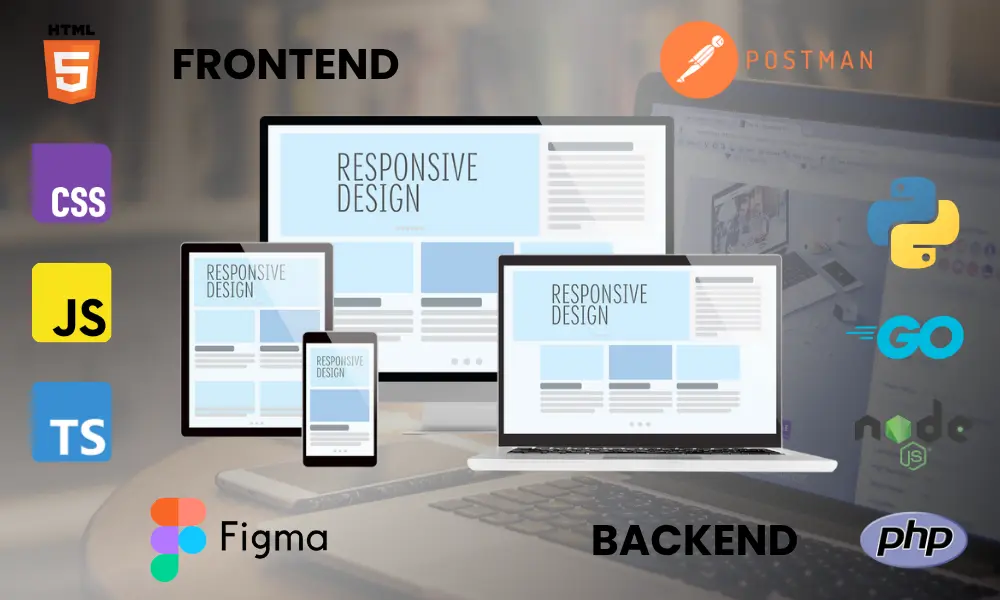 HTML
5
FRONTEND
POSTMAN
CSS
JS
TS
RESPONSIVE
DESIGN
RESPONSIVE
DESIGN
RESPONSIVE
DESIGN
RESPONSIVE
DESIGN
GO
node
JS
Figma
BACKEND
php